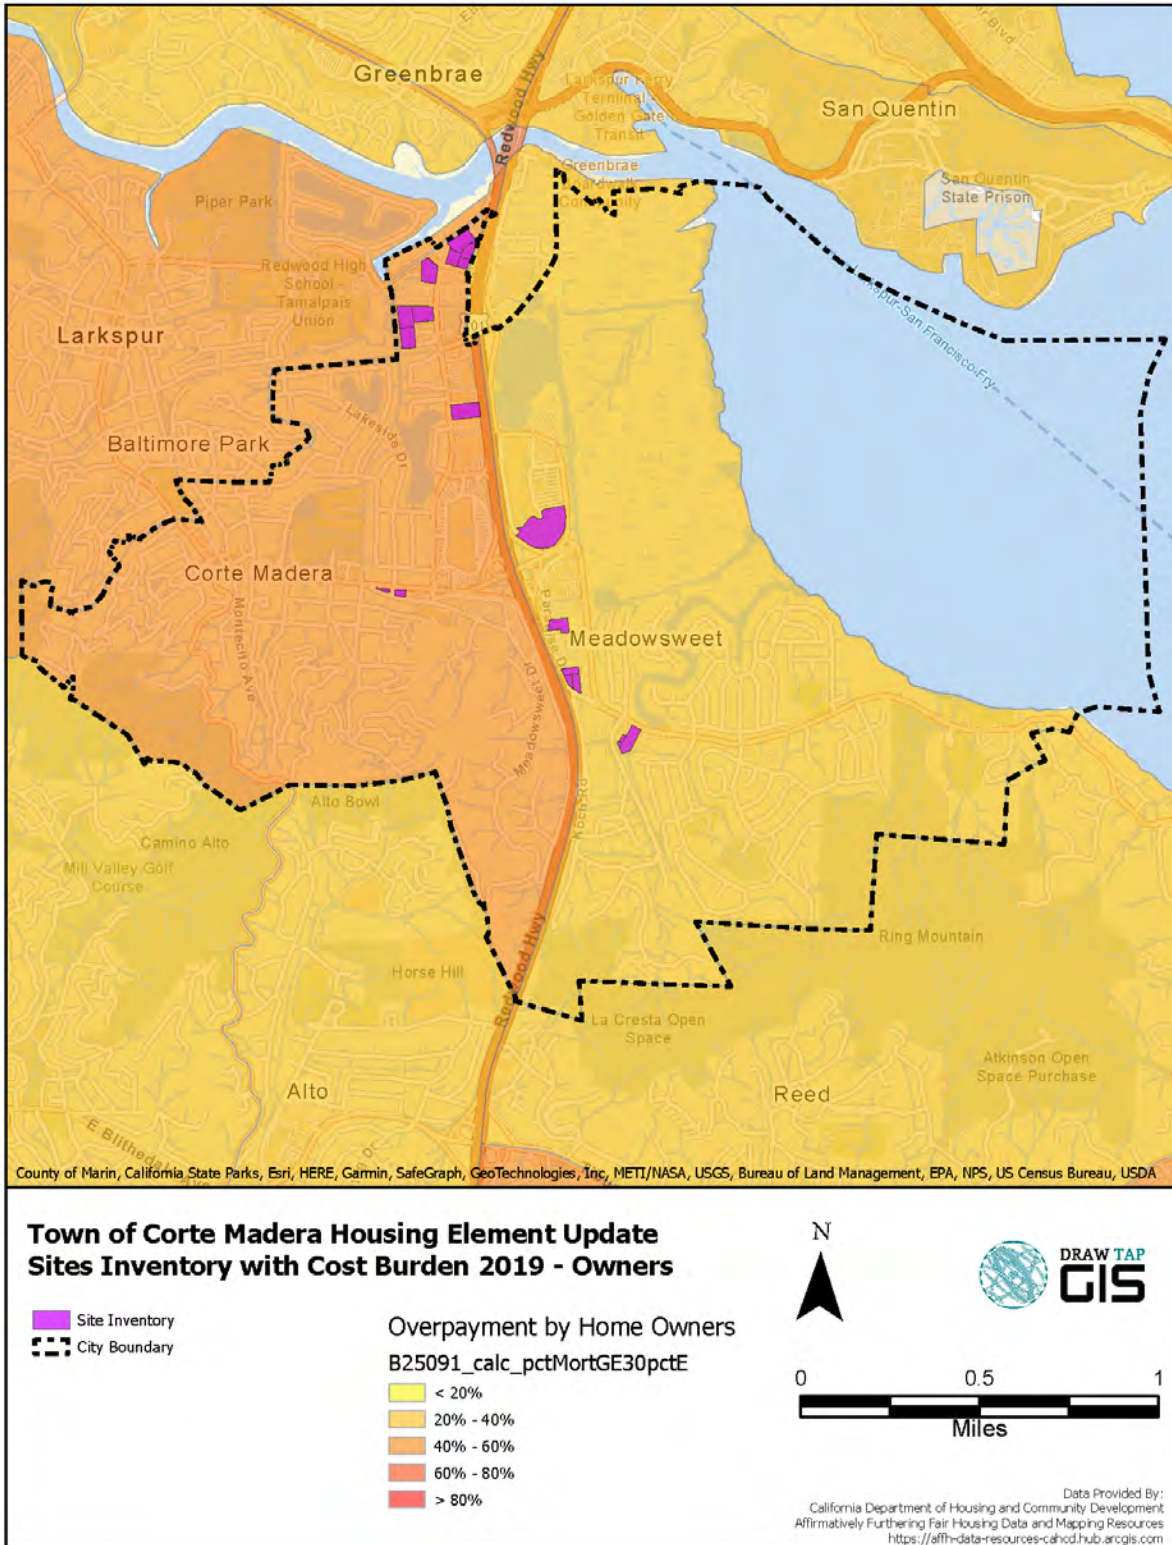 Greenbrae
Redwood Hwy
Larkspur Ferry
Terminal -
Golden Gate
Transit
San Quentin
Greenbrae
Boardwalk
Community
San Quentin
State Prison
Piper Park
Redwood High
School -
Tamalpais
Union
101
Larkspur-San Francisco-Fry
Larkspur
Lakeside Dr
Baltimore Park
Corte Madera
Montecito Ave
Paradise Dr
Meadowsweet
Meadowsweet Dr
Koch Rd
Alto Bowl
Camino Alto
Mill Valley Golf
Course
Ring Mountain
Horse Hill
Redwood Hwy
La Cresta Open
Space
Atkinson Open
Space Purchase
Alto
Reed
Dr
County of Marin, California State Parks, Esri, HERE, Garmin, SafeGraph, GeoTechnologies, Inc, METI/NASA, USGS, Bureau of Land Management, EPA, NPS, US Census Bureau, USDA
Town of Corte Madera Housing Element Update
Sites Inventory with Cost Burden 2019 - Owners
Site Inventory
City Boundary
Overpayment by Home Owners
B25091_calc_pctMortGE30pctE
< 20%
20% - 40%
40% - 60%
60% - 80%
> 80%
N
DRAW TAP
GIS
0 0.5 1
Miles
Data Provided By:
California Department of Housing and Community Development
Affirmatively Furthering Fair Housing Data and Mapping Resources
https://affh-data-resources-cahcd.hub.arcgis.com